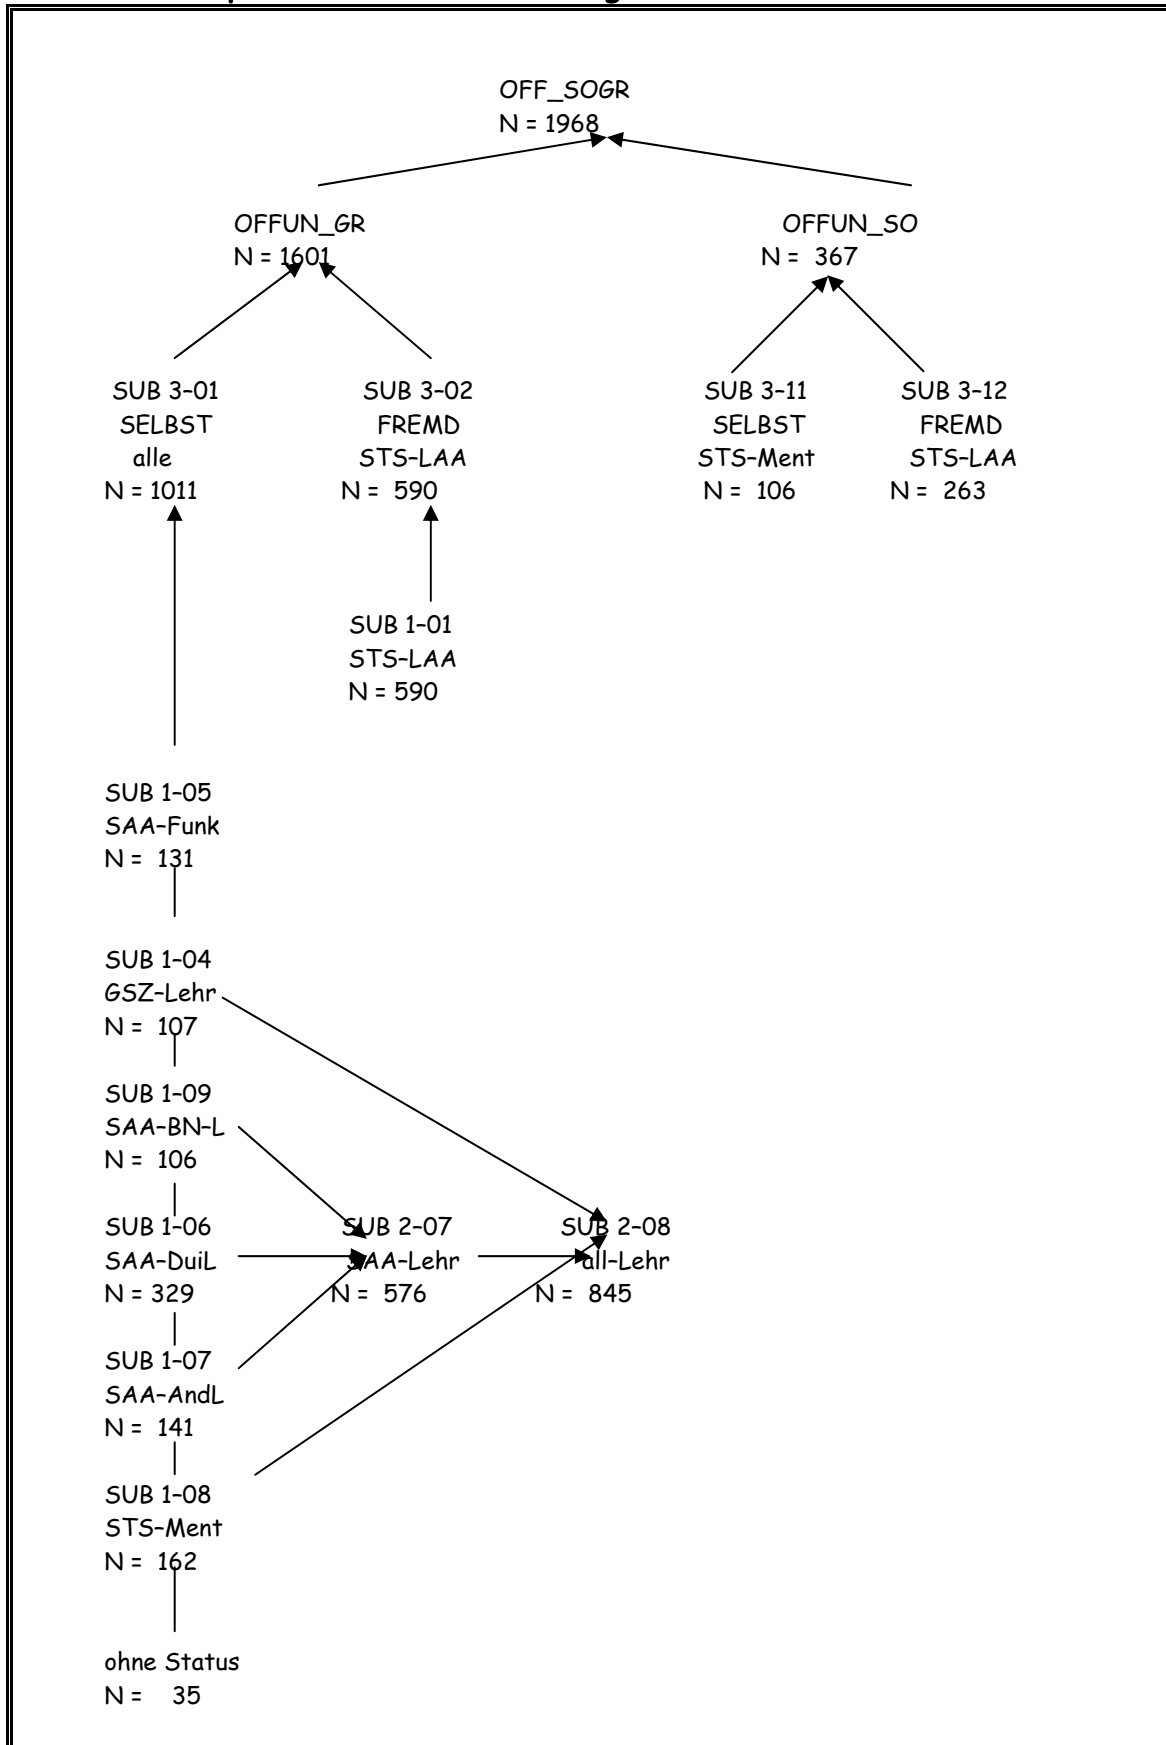 OFF_SOGR
N = 1968
OFFUN_GR
N = 1601
OFFUN_SO
N = 367
SUB 3-01
SELBST
alle
N = 1011
SUB 3-02
FREMD
STS-LAA
N = 590
SUB 3-11
SELBST
STS-Ment
N = 106
SUB 3-12
FREMD
STS-LAA
N = 263
SUB 1-01
STS-LAA
N = 590
SUB 1-05
SAA-Funk
N = 131
SUB 1-04
GSZ-Lehr
N = 107
SUB 1-09
SAA-BN-L
N = 106
SUB 1-06
SAA-DuiL
N = 329
SUB 2-07
SAA-Lehr
N = 576
SUB 2-08
all-Lehr
N = 845
SUB 1-07
SAA-AndL
N = 141
SUB 1-08
STS-Ment
N = 162
ohne Status
N = 35